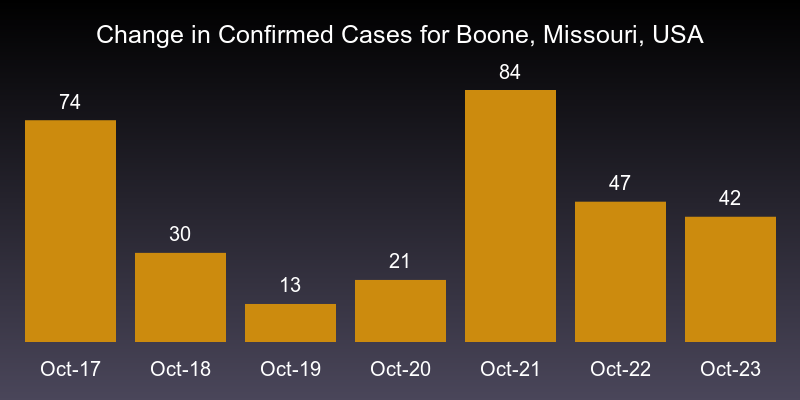 Change in Confirmed Cases for Boone, Missouri, USA
74
30
13
21
84
47
42
Oct-17
Oct-18
Oct-19
Oct-20
Oct-21
Oct-22
Oct-23